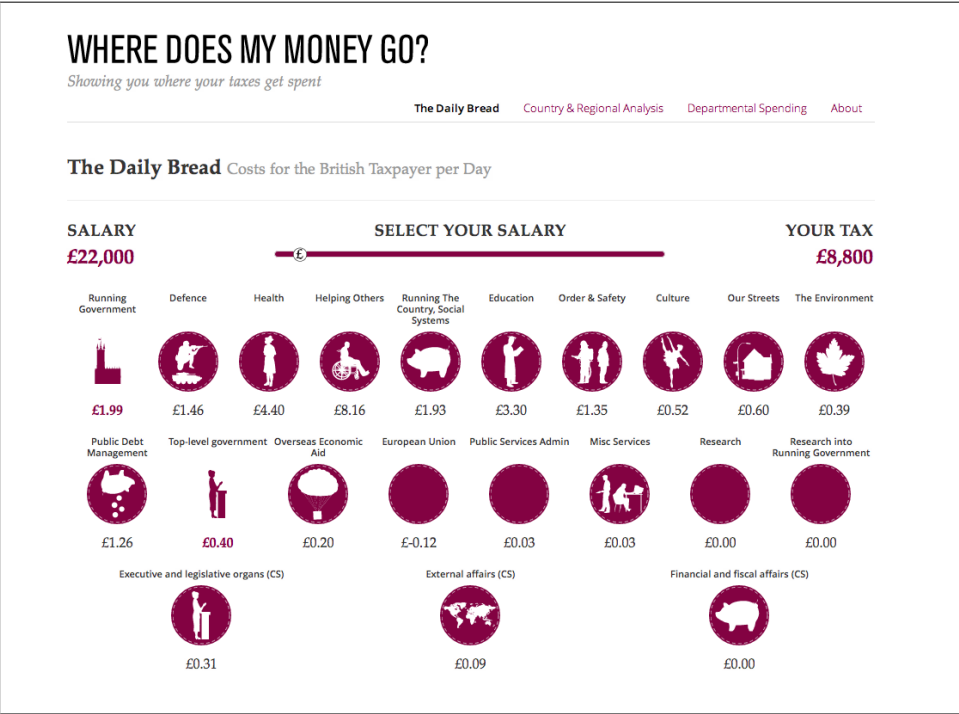 WHERE DOES MY MONEY GO?
Showing you where your taxes get spent
The Daily Bread Country & Regional Analysis Departmental Spending About
The Daily Bread Costs for the British Taxpayer per Day
SALARY SELECT YOUR SALARY YOUR TAX
£22,000 £ £8,800
Running Defence Health Helping Others Running The Education Order & Safety Culture Our Streets The Environment
Government Country, Social
Systems
£1.99 £1.46 £4.40 £8.16 £1.93 £3.30 £1.35 £0.52 £0.60 £0.39
Public Debt Top-level government Overseas Economic European Union Public Services Admin Misc Services Research Research into
Management Aid Running Government
£1.26 £0.40 £0.20 £-0.12 £0.03 £0.03 £0.00 £0.00
Executive and legislative organs (CS) External affairs (CS) Financial and fiscal affairs (CS)
£0.31 £0.09 £0.00